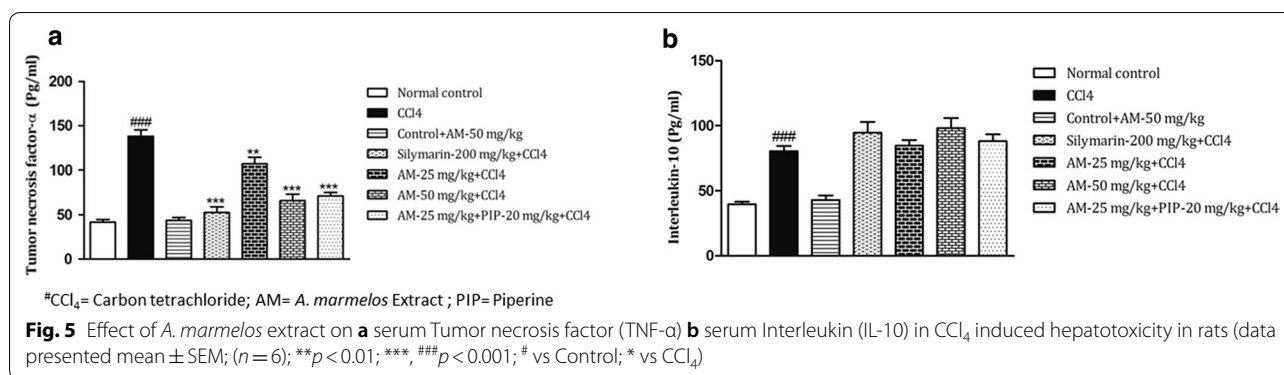 a
Tumor necrosis factor-α (Pg/ml)
200
150
100
50
0
###
***
**
***
***
Normal control
CCl4
Control+AM-50 mg/kg
Silymarin-200 mg/kg+CCl4
AM-25 mg/kg+CCl4
AM-50 mg/kg+CCl4
AM-25 mg/kg+PIP-20 mg/kg+CCl4
b
Interleukin-10 (Pg/ml)
150
100
50
0
###
Normal control
CCl4
Control+AM-50 mg/kg
Silymarin-200 mg/kg+CCl4
AM-25 mg/kg+CCl4
AM-50 mg/kg+CCl4
AM-25 mg/kg+PIP-20 mg/kg+CCl4
#CCl₄= Carbon tetrachloride; AM= A. marmelos Extract ; PIP= Piperine
Fig. 5 Effect of A. marmelos extract on a serum Tumor necrosis factor (TNF-α) b serum Interleukin (IL-10) in CCl₄ induced hepatotoxicity in rats (data
presented mean ± SEM; (n = 6); **p < 0.01; ***, ###p < 0.001; # vs Control; * vs CCl₄)